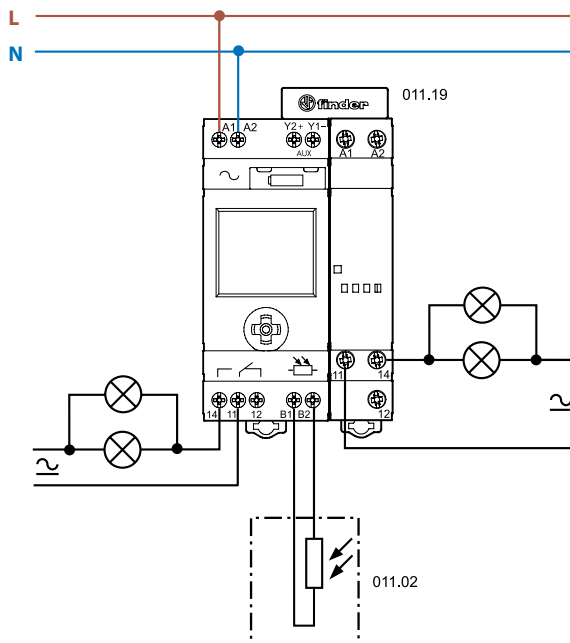 L
N
finder
011.19
A1 A2 Y2+ Y1-
AUX
A1 A2
11 14
12
14 11 12 B1 B2
011.02